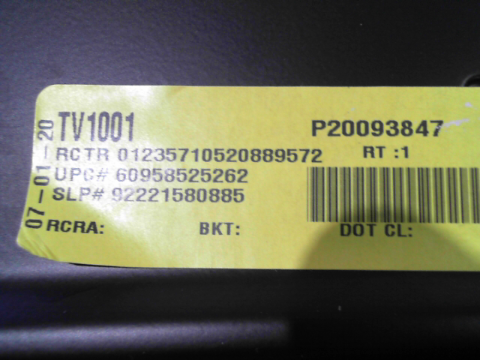 07-01-20
TV1001 P20093847
RCTR 01235710520889572 RT :1
UPC# 60958525262
SLP# 92221580885
RCRA: BKT: DOT CL: